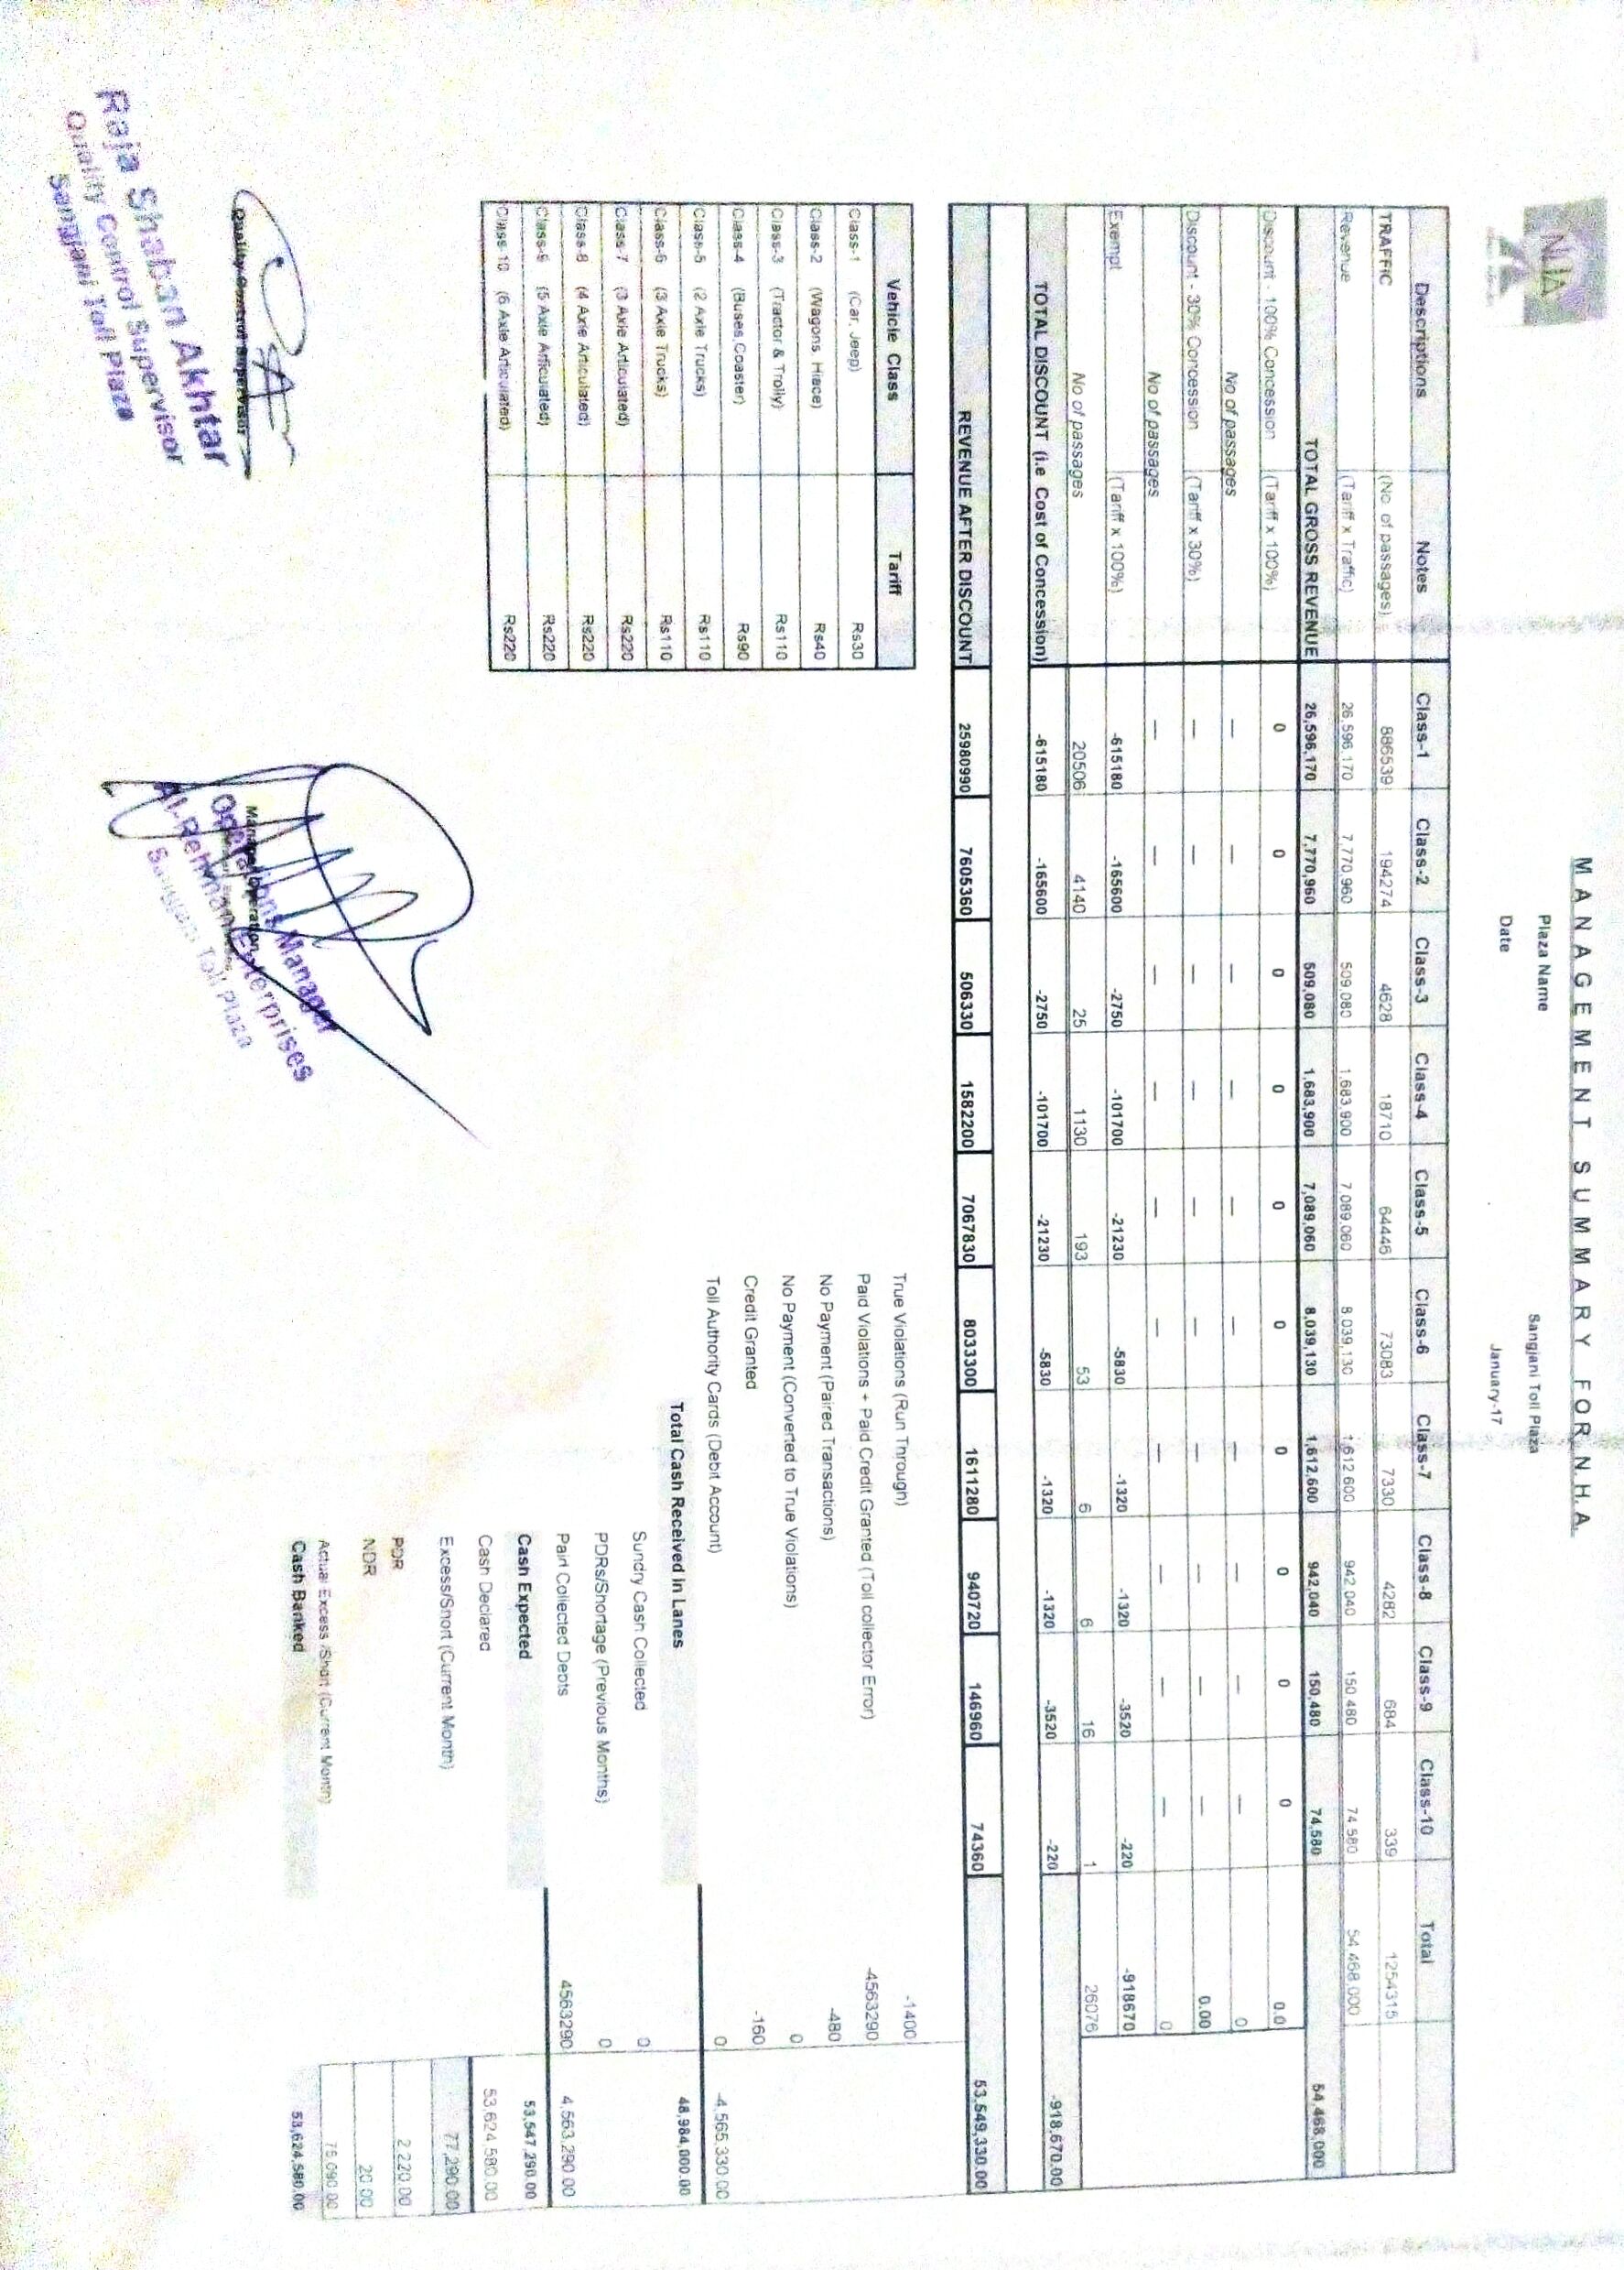 NHA
MANAGEMENT SUMMARY FOR N.H.A.
Plaza Name Sangjani Toll Plaza
Date January-17
Descriptions Notes Class-1 Class-2 Class-3 Class-4 Class-5 Class-6 Class-7 Class-8 Class-9 Class-10 Total
TRAFFIC (No. of passages) 886539 194274 4628 18710 64446 73083 7330 4282 684 339 1254315
Revenue (Tariff x Traffic) 26,596,170 7,770,960 509,080 1,683,900 7,089,060 8,039,130 1,612,600 942,040 150,480 74,580 54,468,000
TOTAL GROSS REVENUE 26,596,170 7,770,960 509,080 1,683,900 7,089,060 8,039,130 1,612,600 942,040 150,480 74,580 54,468,000
Discount - 100% Concession (Tariff x 100%) 0 0 0 0 0 0 0 0 0 0 0.0
No of passages — — — — — — — — — — 0
Discount - 30% Concession (Tariff x 30%) — — — — — — — — — — 0.00
No of passages — — — — — — — — — — 0
Exempt (Tariff x 100%) -615180 -165600 -2750 -101700 -21230 -5830 -1320 -1320 -3520 -220 -918670
No of passages 20506 4140 25 1130 193 53 6 6 16 1 26076
TOTAL DISCOUNT (i.e Cost of Concession) -615180 -165600 -2750 -101700 -21230 -5830 -1320 -1320 -3520 -220 -918,670.00
REVENUE AFTER DISCOUNT 25980990 7605360 506330 1582200 7067830 8033300 1611280 940720 146960 74360 53,549,330.00
Vehicle Class Tariff
Class-1 (Car, Jeep) Rs30
Class-2 (Wagons, Hiace) Rs40
Class-3 (Tractor & Trolly) Rs110
Class-4 (Buses,Coaster) Rs90
Class-5 (2 Axle Trucks) Rs110
Class-6 (3 Axle Trucks) Rs110
Class-7 (3 Axle Articulated) Rs220
Class-8 (4 Axle Articulated) Rs220
Class-9 (5 Axle Articulated) Rs220
Class-10 (6 Axle Articulated) Rs220
True Violations (Run Through) -1400
Paid Violations + Paid Credit Granted (Toll collector Error) -4563290
No Payment (Paired Transactions) -480
No Payment (Converted to True Violations) 0
Credit Granted -160
Toll Authority Cards (Debit Account) 0 -4,565,330.00
Total Cash Received in Lanes 48,984,000.00
Sundry Cash Collected 0
PDRs/Shortage (Previous Months) 0
Paid Collected Debts 4563290 4,563,290.00
Cash Expected 53,547,290.00
Cash Declared 53,624,580.00
Excess/Short (Current Month) 77,290.00
PDR 2,220.00
NDR 20.00
Actual Excess /Short (Current Month) 75,090.00
Cash Banked 53,624,580.00
Quality Control Supervisor
Raja Shaban Akhtar
Quality Control Supervisor
Sangjani Toll Plaza
Manager Operation
Operations Manager
Al-Rehman Enterprises
Sangjani Toll Plaza